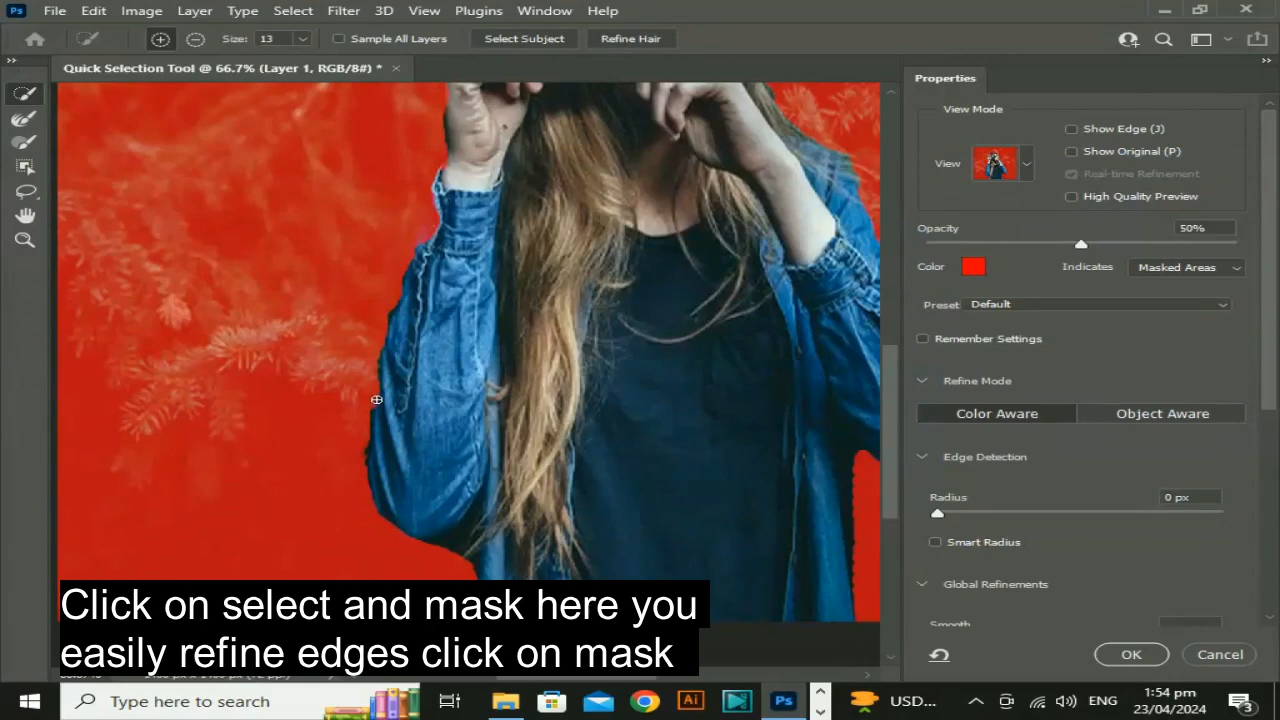 Ps File Edit Image Layer Type Select Filter 3D View Plugins Window Help
Size: 13 Sample All Layers Select Subject Refine Hair
Quick Selection Tool @ 66.7% (Layer 1, RGB/8#) * ×
Properties
View Mode
Show Edge (J)
View Show Original (P)
Real-time Refinement
High Quality Preview
Opacity 50%
Color Indicates Masked Areas
Preset Default
Remember Settings
Refine Mode
Color Aware Object Aware
Edge Detection
Radius 0 px
Smart Radius
Global Refinements
Smooth
Click on select and mask here you
easily refine edges click on mask
OK Cancel
Type here to search Ai Ps USD... ENG 1:54 pm
23/04/2024 3